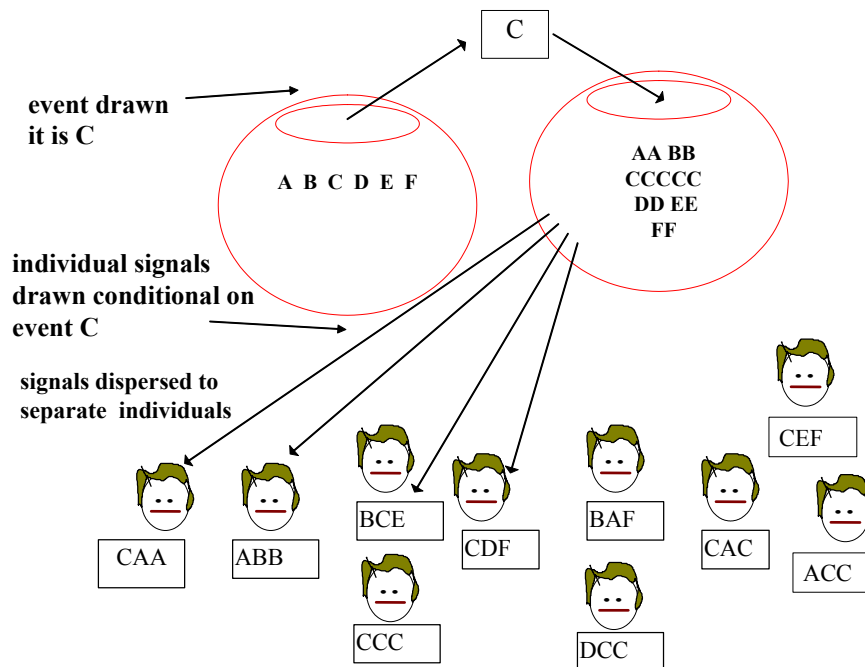 C
event drawn
it is C
A B C D E F
AA BB
CCCCC
DD EE
FF
individual signals
drawn conditional on
event C
signals dispersed to
separate individuals
CEF
CAA
ABB
BCE
CDF
BAF
CAC
ACC
CCC
DCC